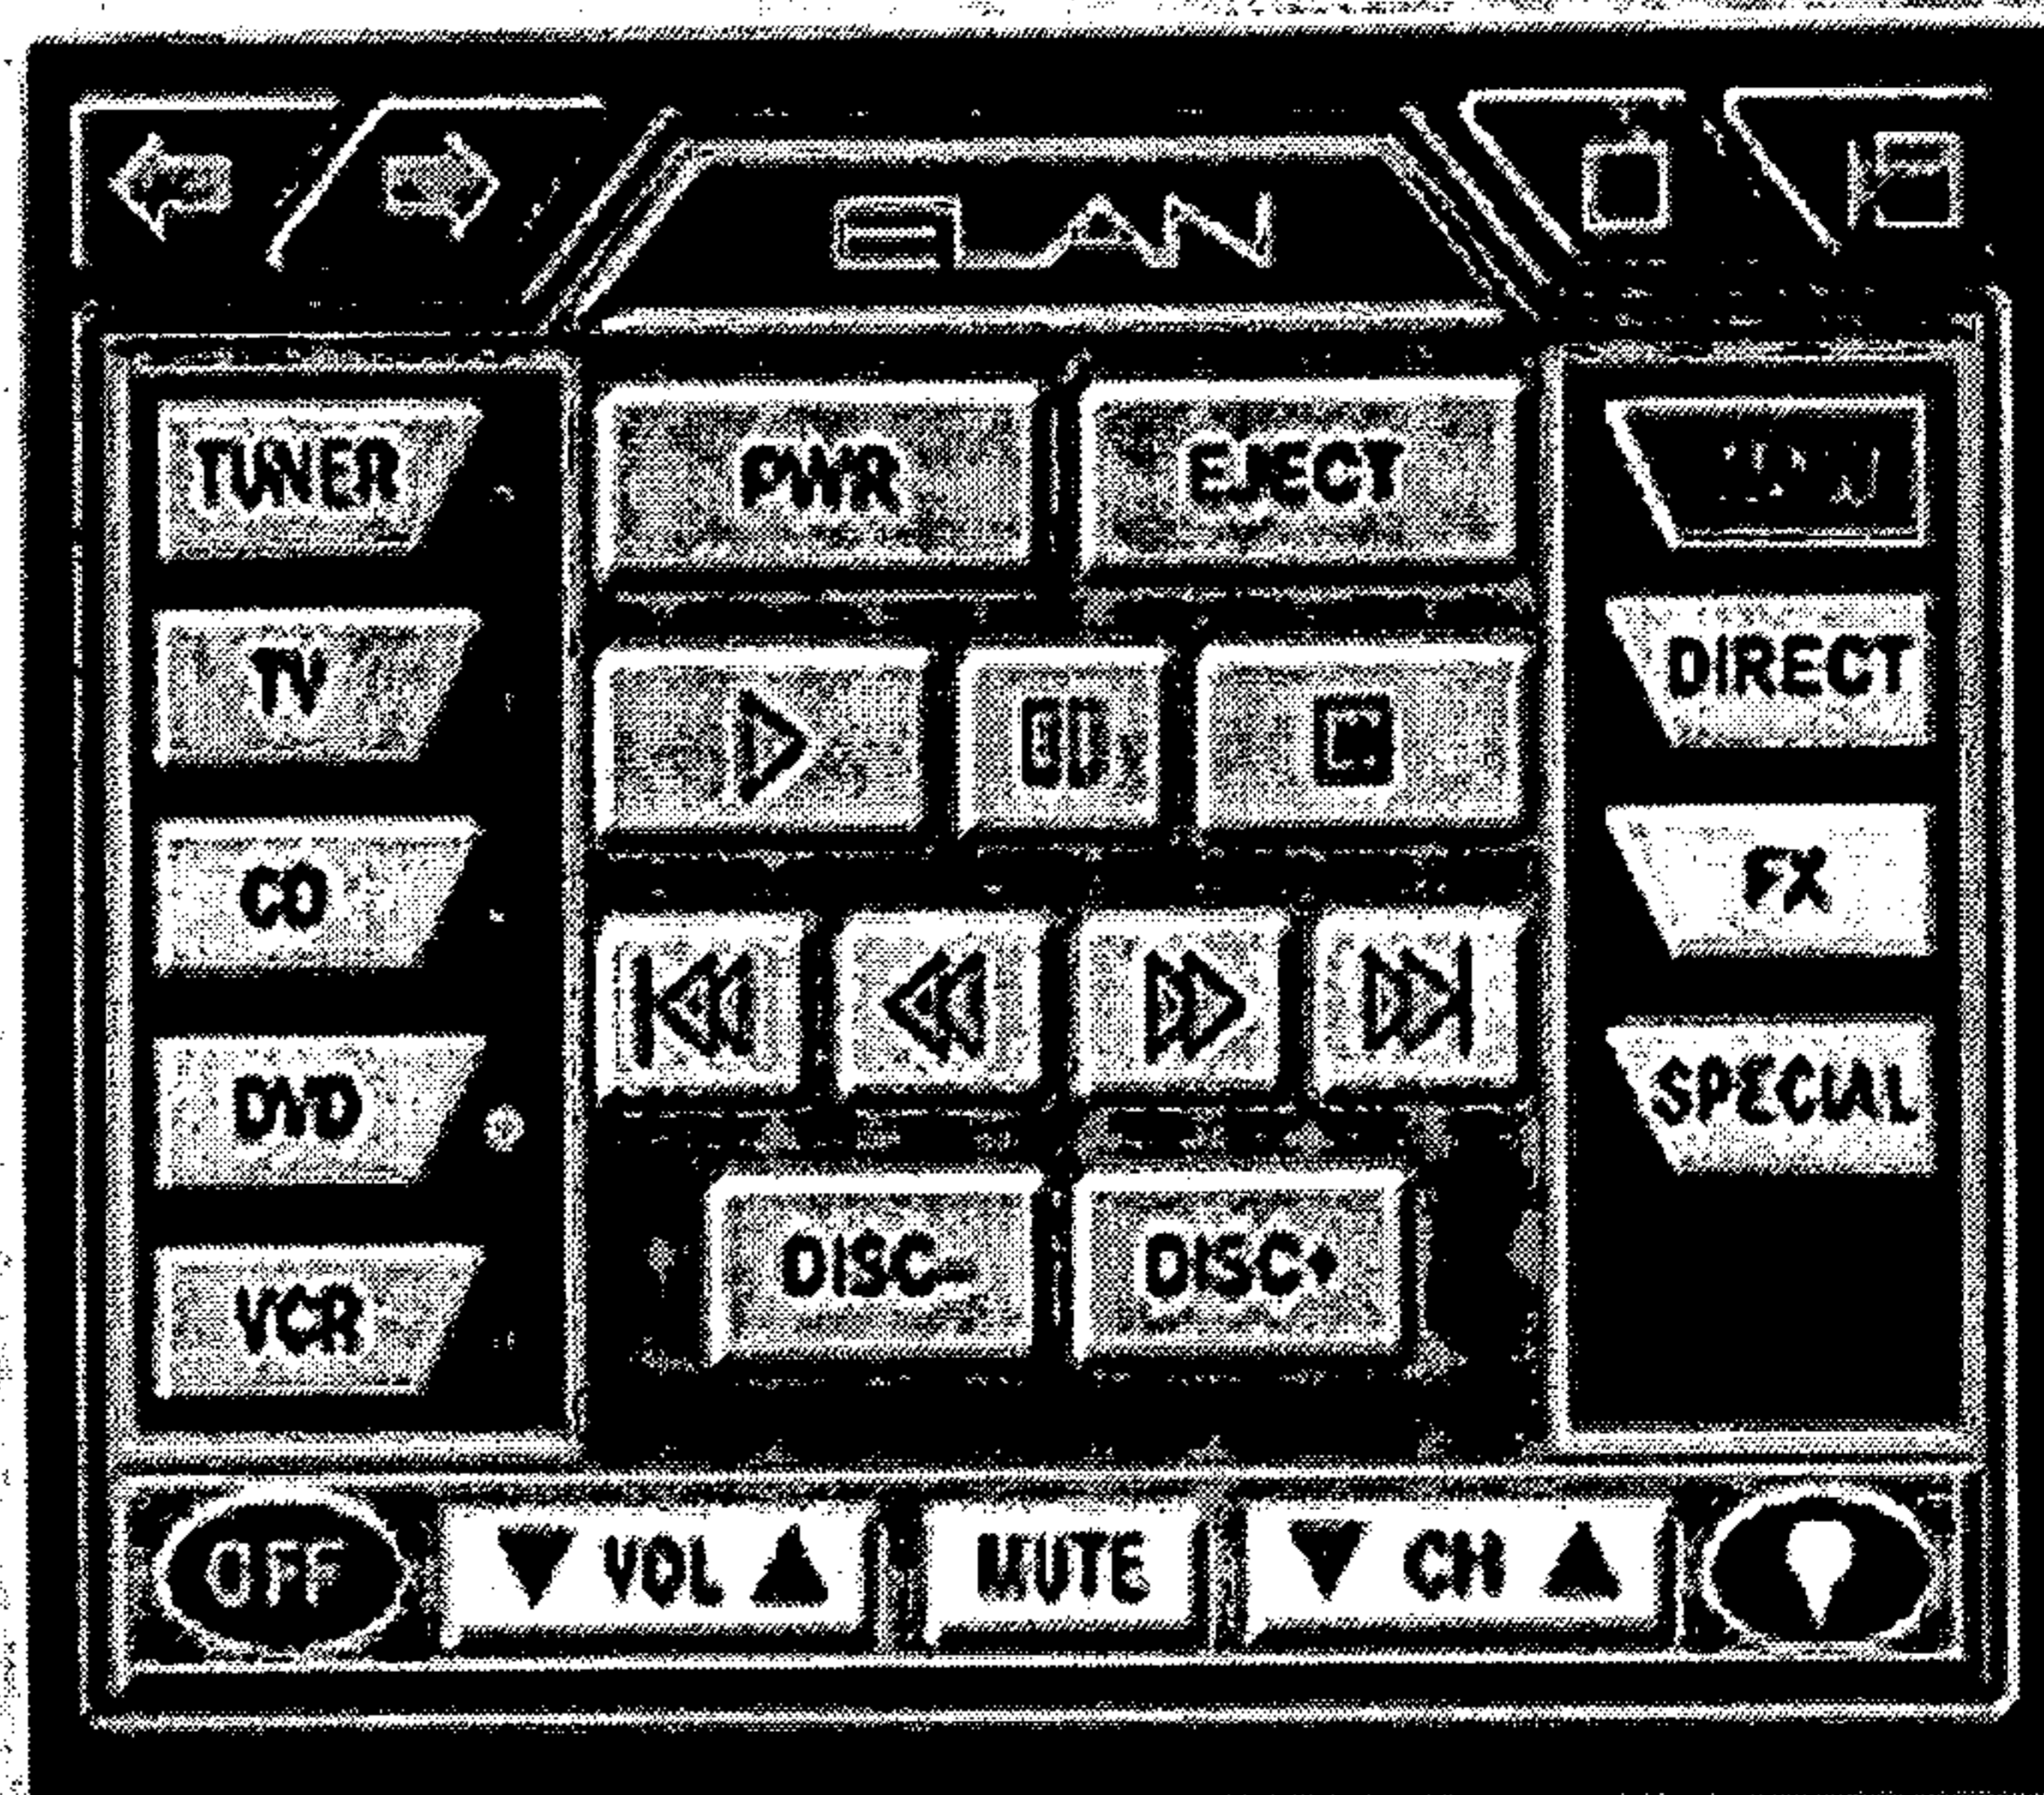 ELAN
TUNER
PWR
EJECT
TV
DIRECT
CD
FX
DVD
SPECIAL
DISC-
DISC+
VCR
OFF
VOL
MUTE
CH